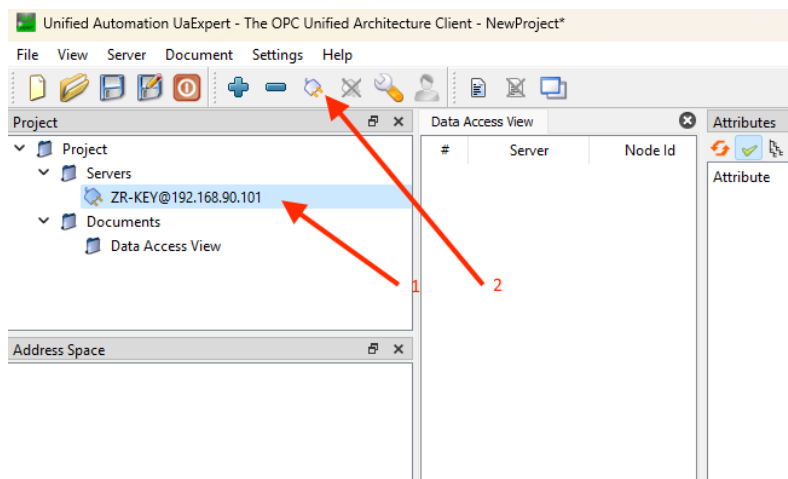 Unified Automation UaExpert - The OPC Unified Architecture Client - NewProject*
File View Server Document Settings Help
Project
Data Access View
Attributes
Project
# Server Node Id
Servers
Attribute
ZR-KEY@192.168.90.101
Documents
Data Access View
1
2
Address Space